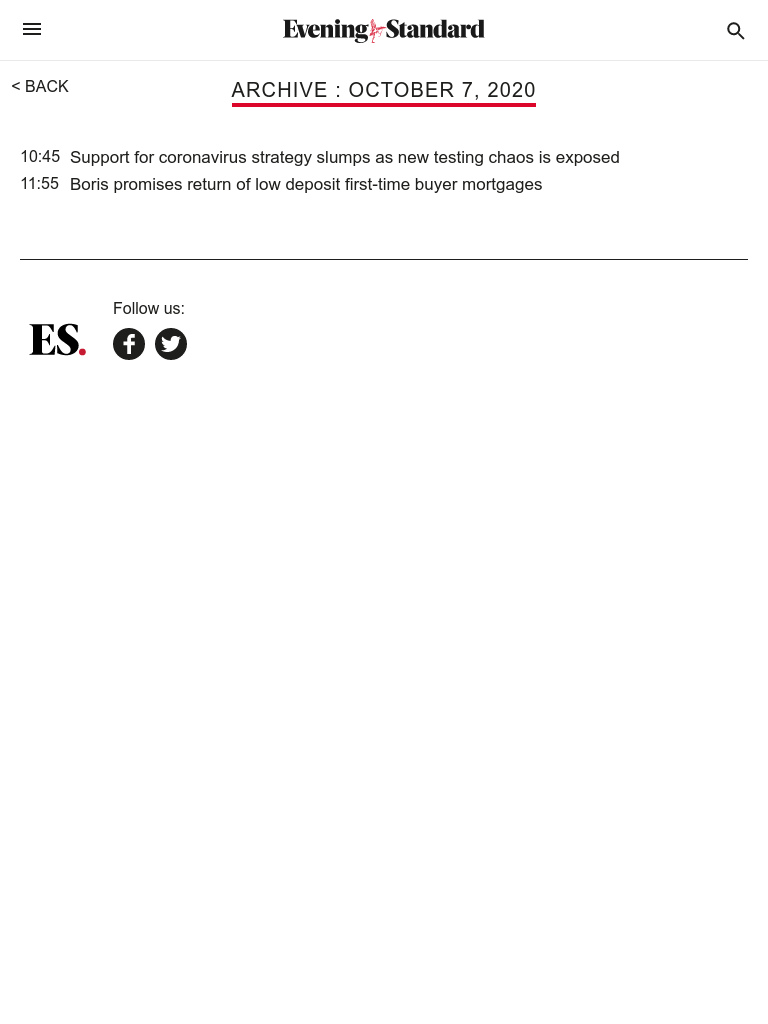 Evening Standard
< BACK
ARCHIVE : OCTOBER 7, 2020
10:45 Support for coronavirus strategy slumps as new testing chaos is exposed
11:55 Boris promises return of low deposit first-time buyer mortgages
Follow us:
ES.